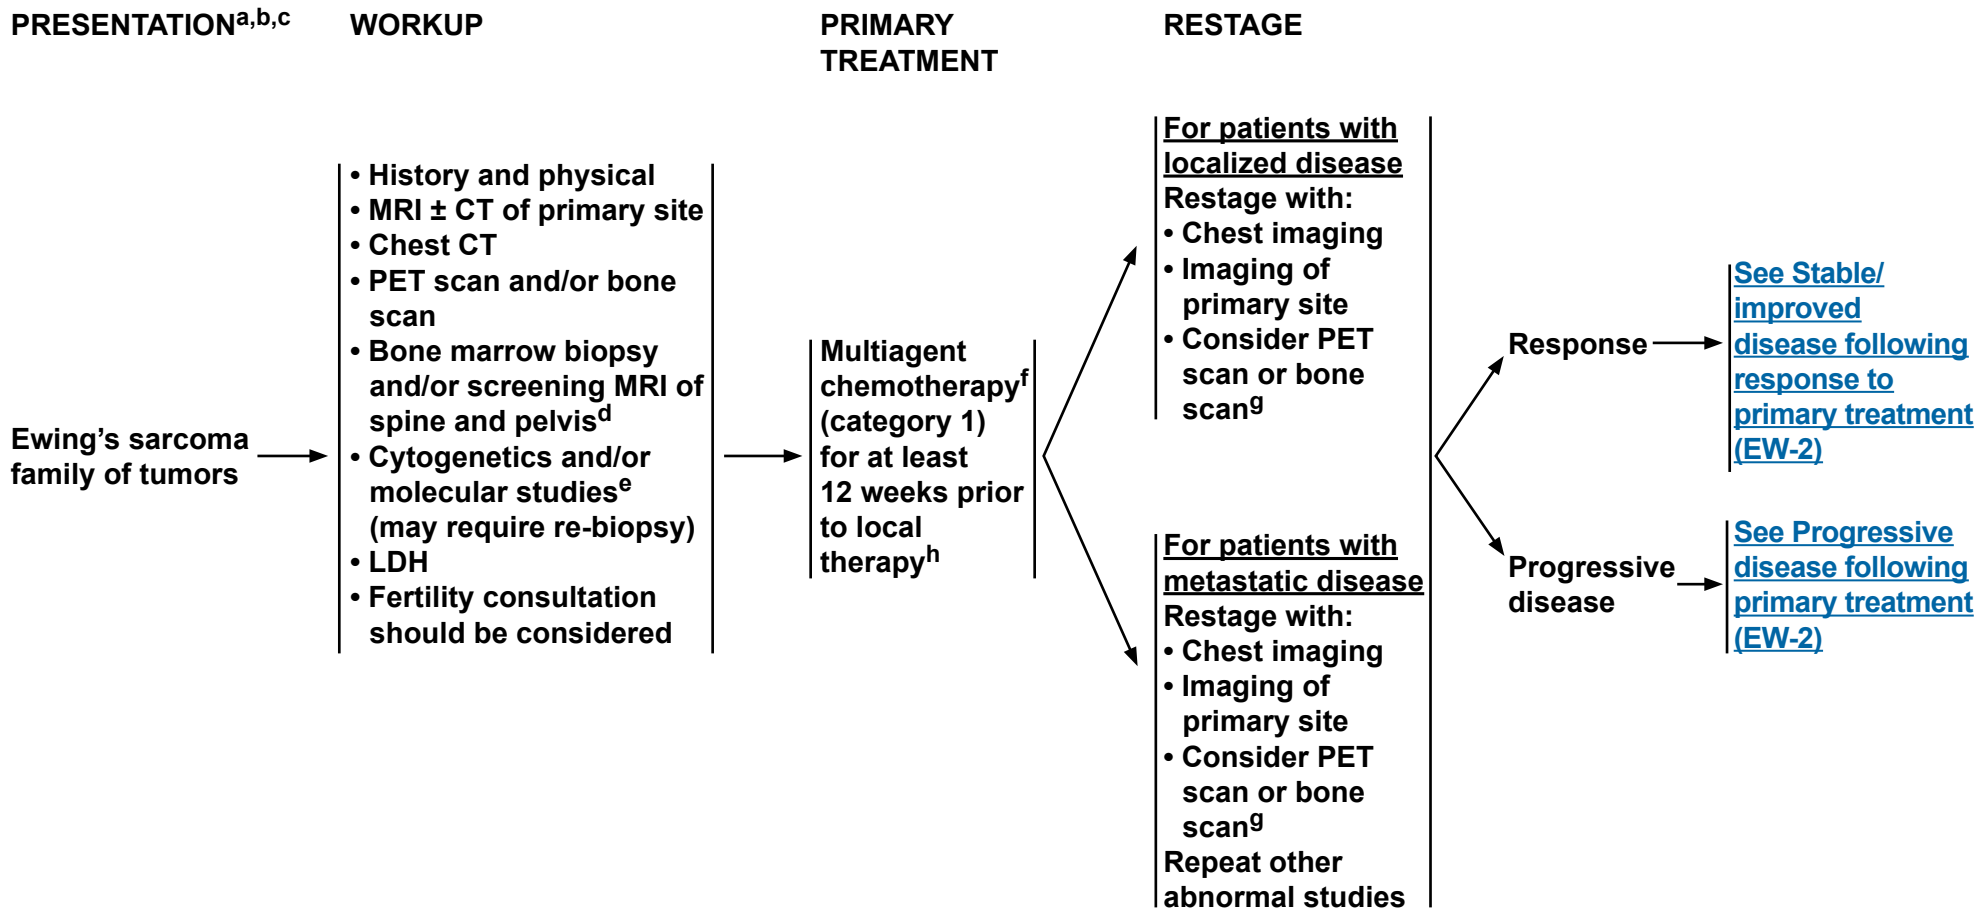 PRESENTATIONa,b,c
WORKUP
PRIMARY
TREATMENT
RESTAGE
Ewing’s sarcoma
family of tumors
• History and physical
• MRI ± CT of primary site
• Chest CT
• PET scan and/or bone
scan
• Bone marrow biopsy
and/or screening MRI of
spine and pelvisd
• Cytogenetics and/or
molecular studiese
(may require re-biopsy)
• LDH
• Fertility consultation
should be considered
Multiagent
chemotherapyf
(category 1)
for at least
12 weeks prior
to local
therapyh
For patients with
localized disease
Restage with:
• Chest imaging
• Imaging of
primary site
• Consider PET
scan or bone
scang
For patients with
metastatic disease
Restage with:
• Chest imaging
• Imaging of
primary site
• Consider PET
scan or bone
scang
Repeat other
abnormal studies
Response
See Stable/
improved
disease following
response to
primary treatment
(EW-2)
Progressive
disease
See Progressive
disease following
primary treatment
(EW-2)